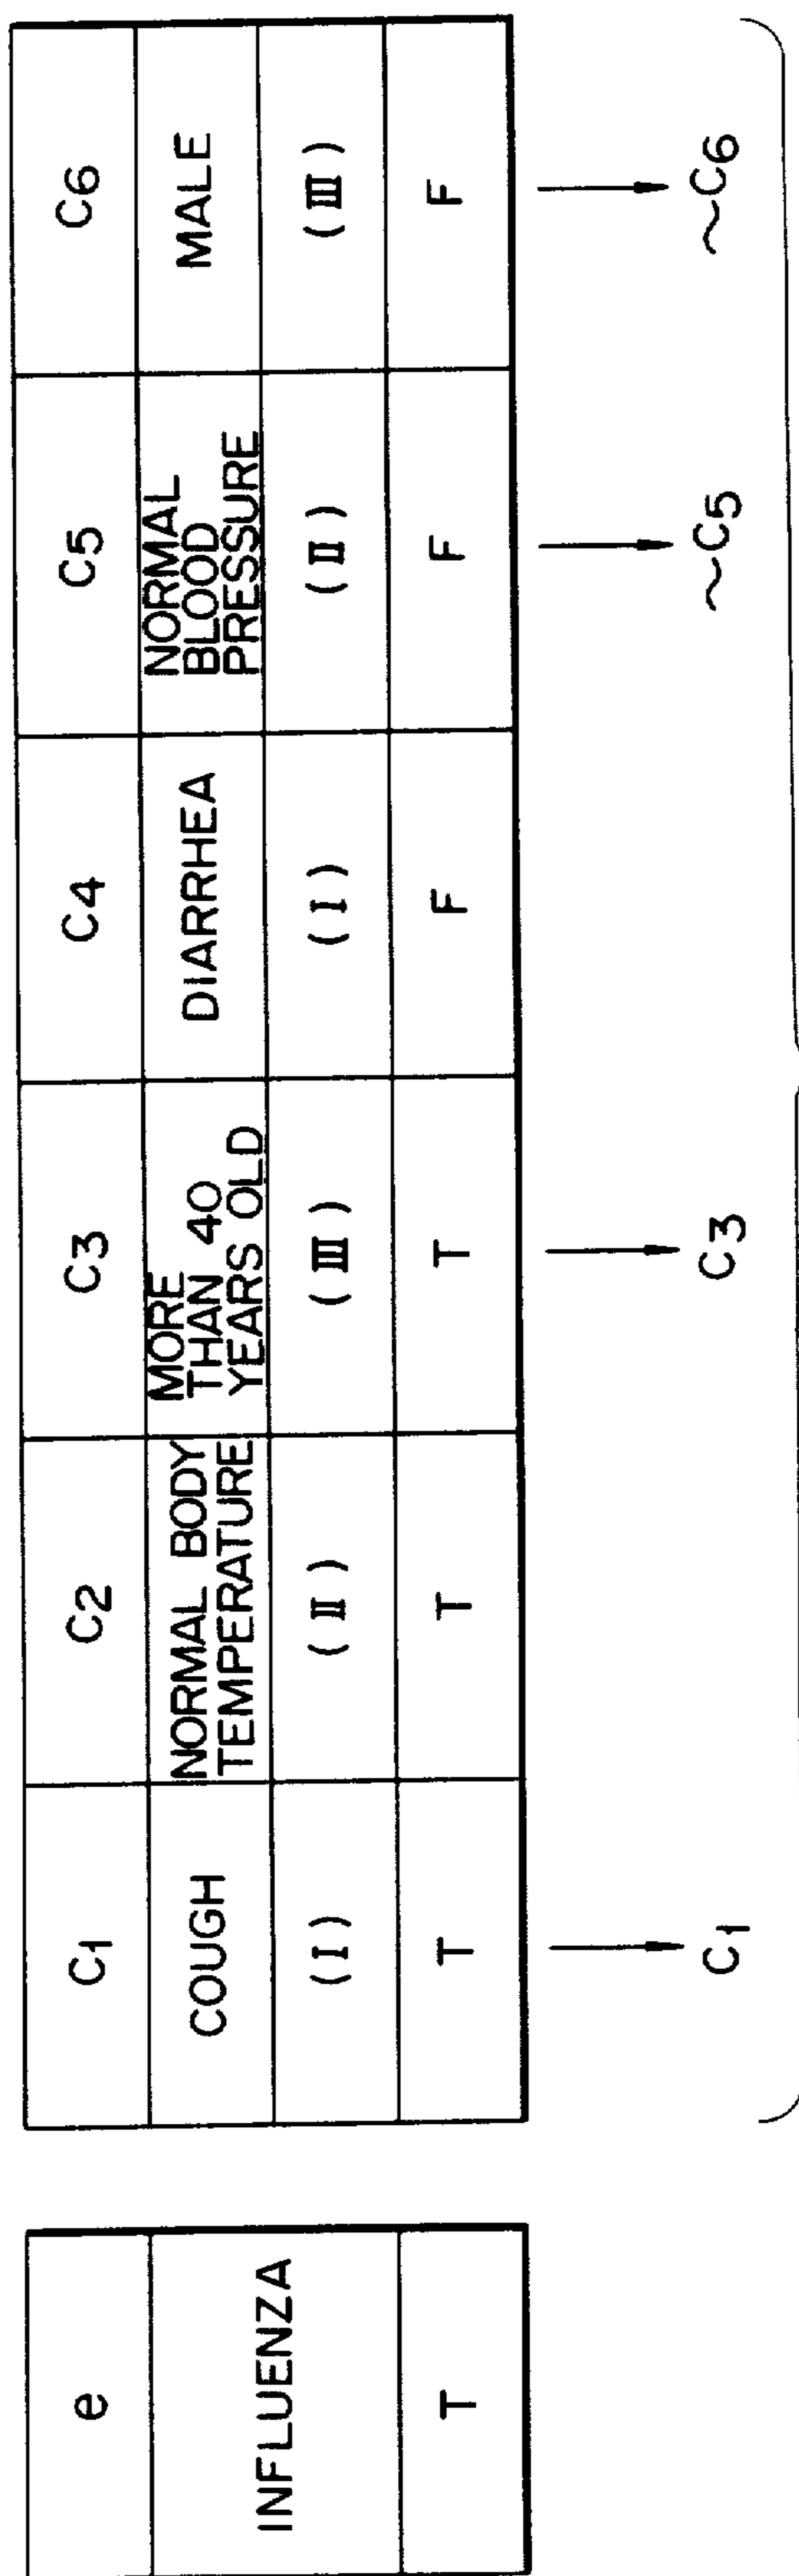 e
INFLUENZA
T
C1
C2
C3
C4
C5
C6
COUGH
NORMAL BODY
TEMPERATURE
MORE
THAN 40
YEARS OLD
DIARRHEA
NORMAL
BLOOD
PRESSURE
MALE
(I)
(II)
(III)
(I)
(II)
(III)
T
T
T
F
F
F
C1
C3
~C5
~C6